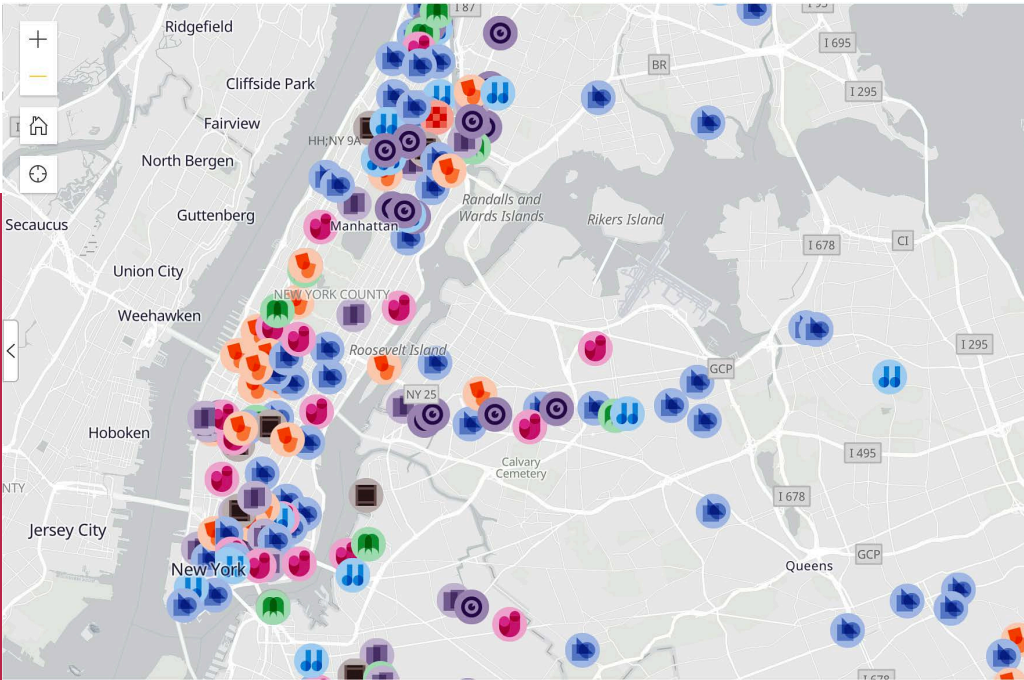 I 87
I 95
Ridgefield
I 695
BR
Cliffside Park
I 295
Fairview
HH;NY 9A
North Bergen
Randalls and
Wards Islands
Guttenberg
Rikers Island
Secaucus
Manhattan
I 678
CI
Union City
NEW YORK COUNTY
Weehawken
Roosevelt Island
I 295
GCP
NY 25
Hoboken
I 495
Calvary
Cemetery
NTY
I 678
Jersey City
GCP
New York
Queens
I 678